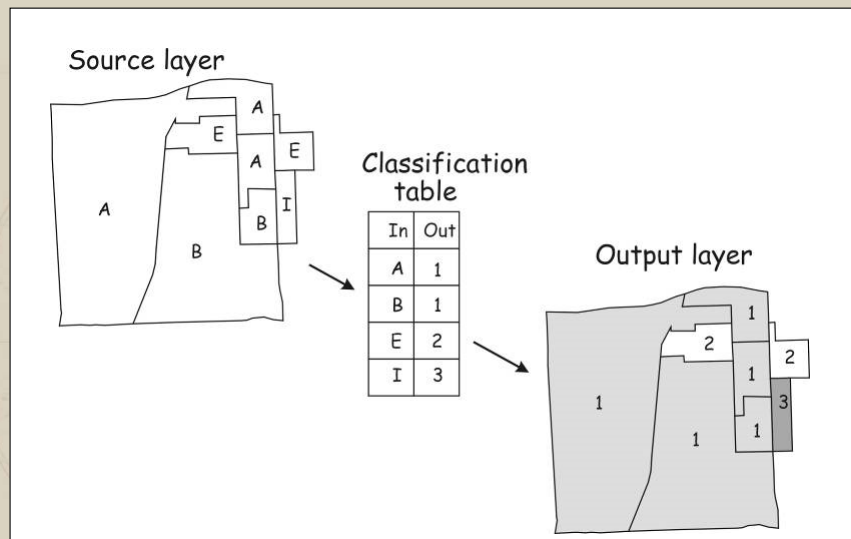 Source layer
A
E
A
E
A
A
I
B
B
Classification
table
In Out
A 1
B 1
E 2
I 3
Output layer
1
2
2
1
1
3
1
1